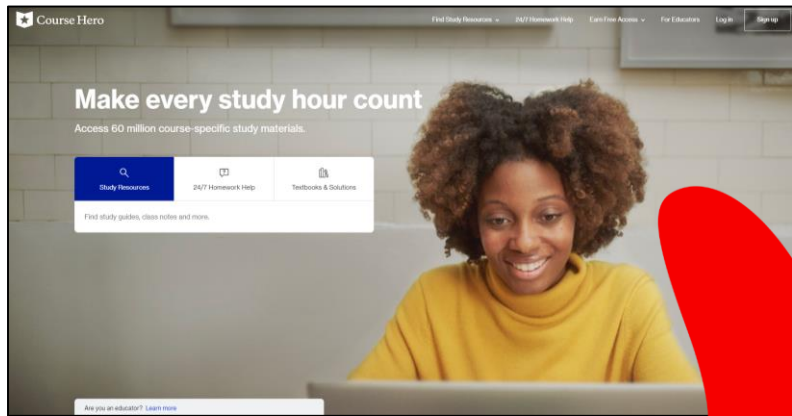 Course Hero
Find Study Resources 24/7 Homework Help Earn Free Access For Educators Log in Sign up
Make every study hour count
Access 60 million course-specific study materials.
Study Resources 24/7 Homework Help Textbooks & Solutions
Find study guides, class notes and more.
Are you an educator? Learn more